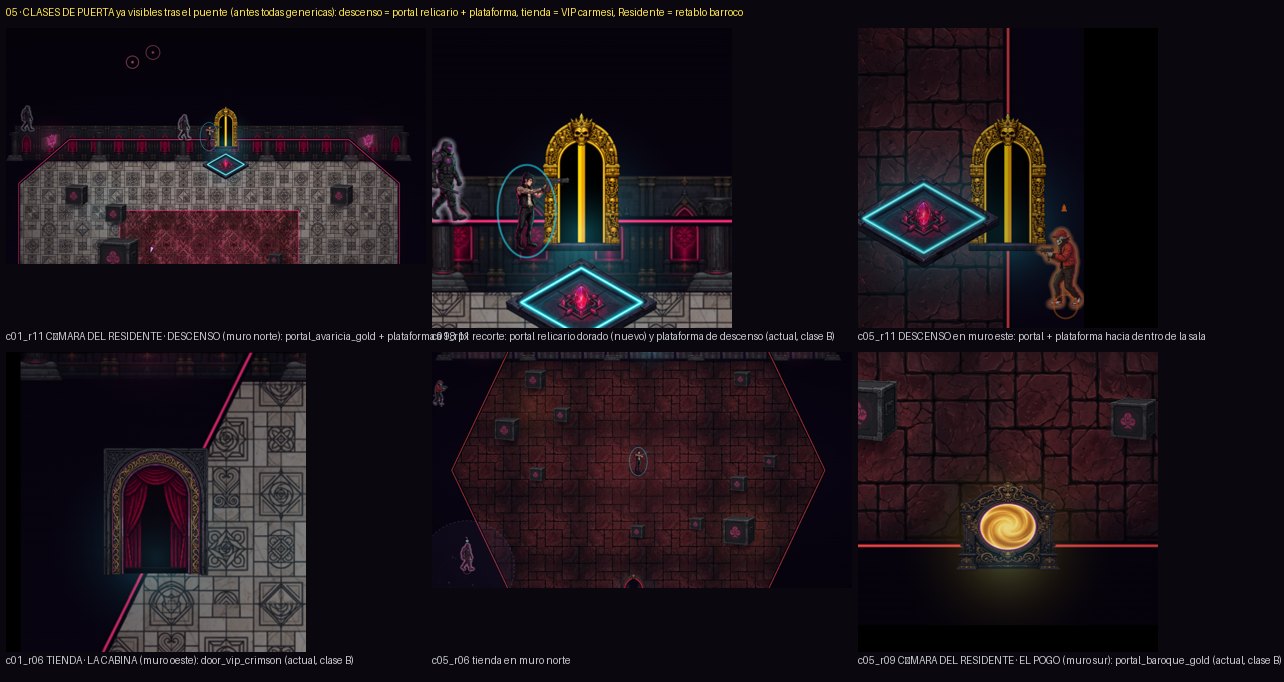 05 · CLASES DE PUERTA ya visibles tras el puente (antes todas genericas): descenso = portal relicario + plataforma, tienda = VIP carmesi, Residente = retablo barroco
c01_r11 C▯MARA DEL RESIDENTE · DESCENSO (muro norte): portal_avaricia_gold + plataforma
recorte: portal relicario dorado (nuevo) y plataforma de descenso (actual, clase B)
c05_r11 DESCENSO en muro este: portal + plataforma hacia dentro de la sala
c01_r06 TIENDA · LA CABINA (muro oeste): door_vip_crimson (actual, clase B)
c05_r06 tienda en muro norte
c05_r09 C▯MARA DEL RESIDENTE · EL POGO (muro sur): portal_baroque_gold (actual, clase B)